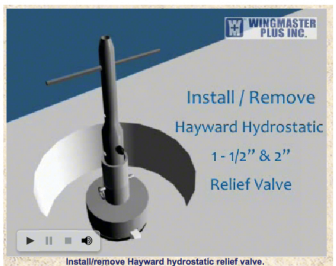 WM WINGMASTER
PLUS INC.
Install / Remove
Hayward Hydrostatic
1 - 1/2" & 2"
Relief Valve
Install/remove Hayward hydrostatic relief valve.